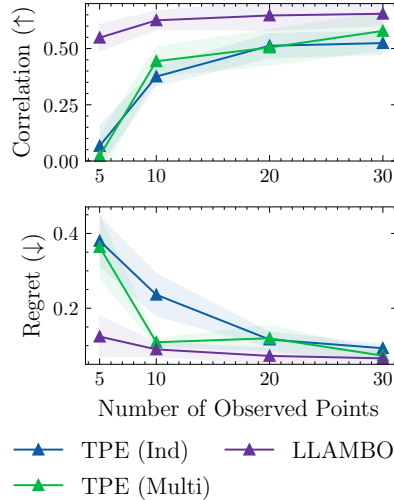 Correlation (↑)
0.50
0.25
0.00
5 10 20 30
Regret (↓)
0.4
0.2
5 10 20 30
Number of Observed Points
TPE (Ind) LLAMBO
TPE (Multi)